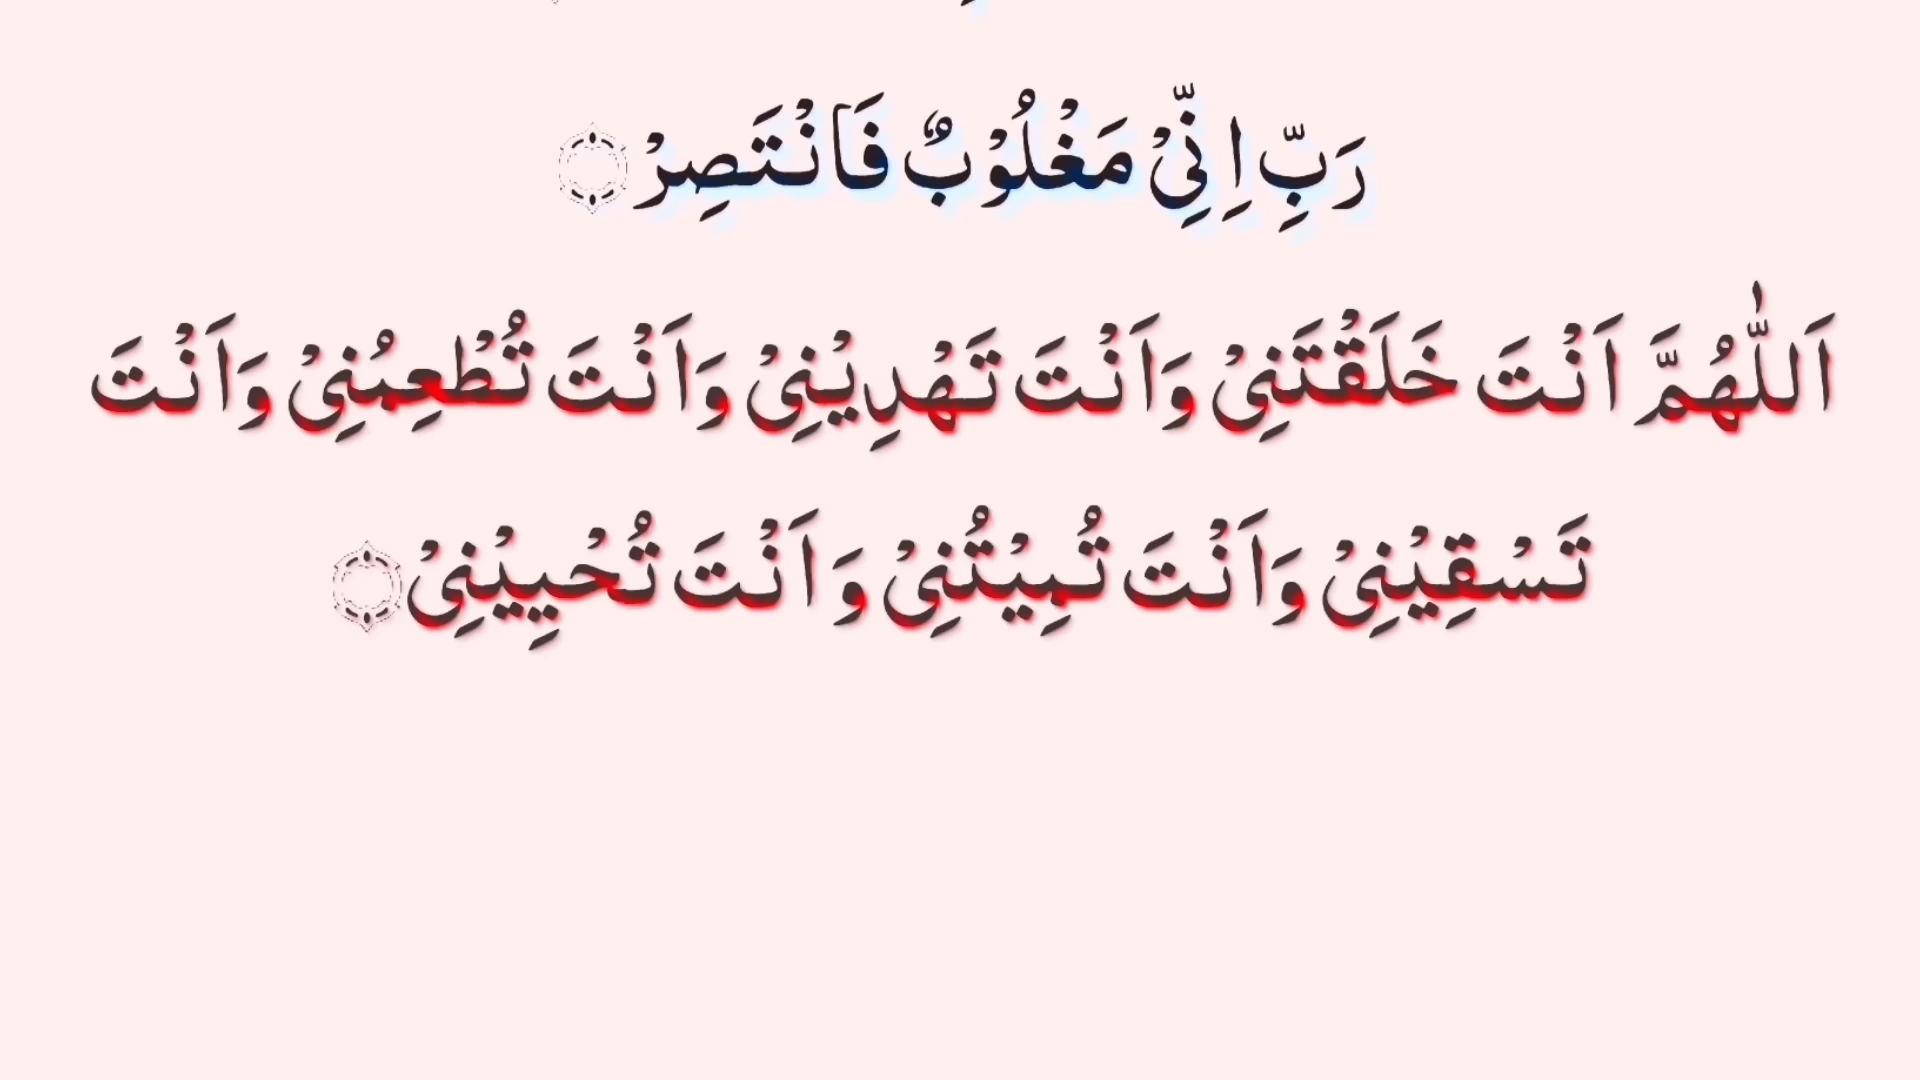 رَبِّ اِنِّىْ مَغْلُوْبٌ فَانْتَصِرْ ۝
اَللّٰهُمَّ اَنْتَ خَلَقْتَنِىْ وَاَنْتَ تَهْدِيْنِىْ وَاَنْتَ تُطْعِمُنِىْ وَاَنْتَ
تَسْقِيْنِىْ وَاَنْتَ تُمِيْتُنِىْ وَ اَنْتَ تُحْيِيْنِىْ ۝